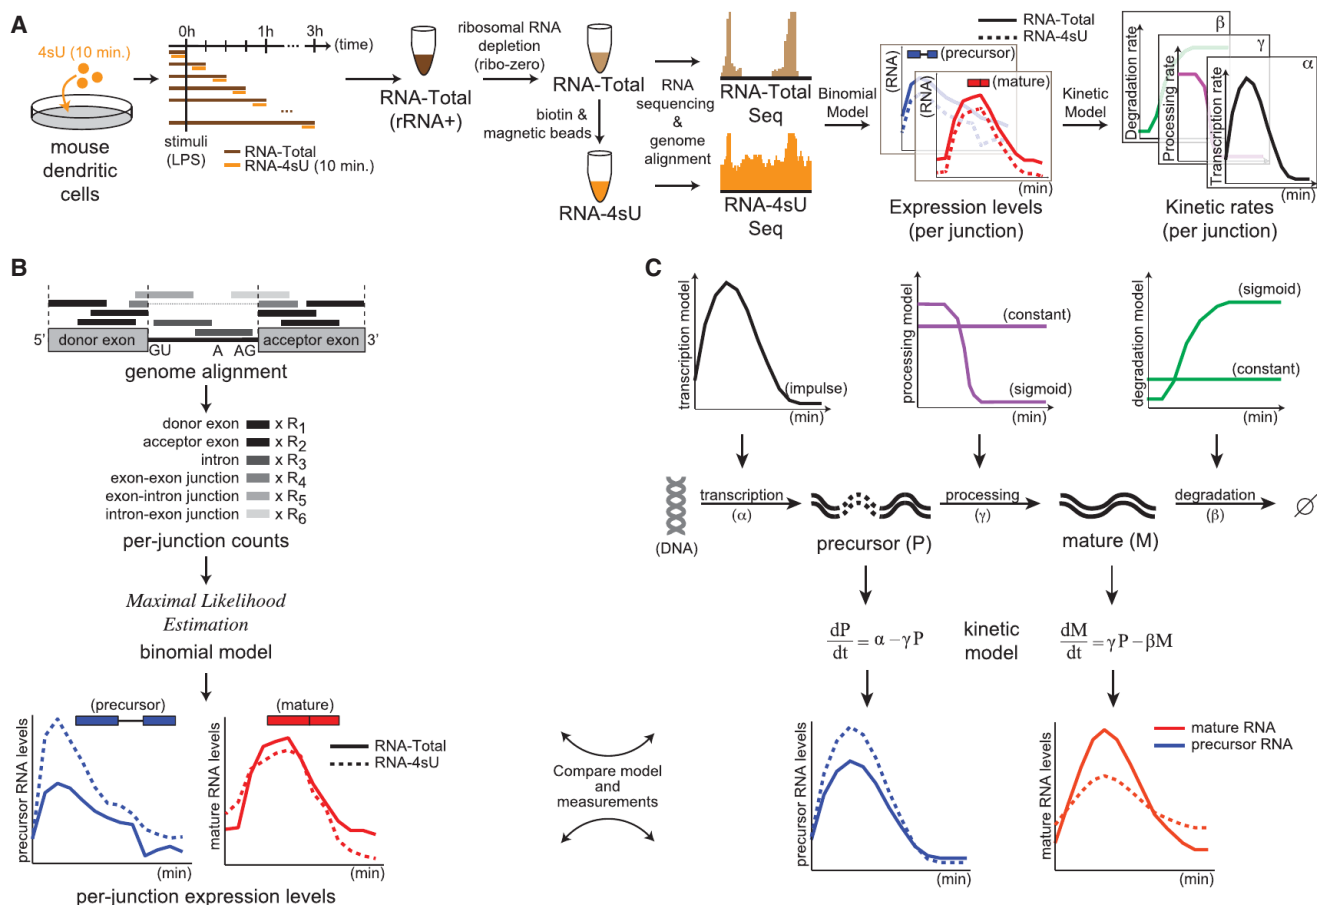 A
4sU (10 min.)
mouse
dendritic
cells
0h
1h
...
3h
(time)
...
stimuli
(LPS)
RNA-Total
RNA-4sU (10 min.)
RNA-Total
(rRNA+)
ribosomal RNA
depletion
(ribo-zero)
RNA-Total
biotin &
magnetic beads
RNA-4sU
RNA
sequencing
&
genome
alignment
RNA-Total
Seq
RNA-4sU
Seq
Binomial
Model
RNA-Total
RNA-4sU
(precursor)
(RNA)
(mature)
(RNA)
(min)
Expression levels
(per junction)
Kinetic
Model
β
Degradation rate
γ
Processing rate
α
Transcription rate
(min)
Kinetic rates
(per junction)
B
5’
donor exon
GU
A
AG
acceptor exon
3’
genome alignment
donor exon x R1
acceptor exon x R2
intron x R3
exon-exon junction x R4
exon-intron junction x R5
intron-exon junction x R6
per-junction counts
Maximal Likelihood
Estimation
binomial model
(precursor)
precursor RNA levels
(min)
(mature)
mature RNA levels
(min)
RNA-Total
RNA-4sU
per-junction expression levels
Compare model
and
measurements
C
transcription model
(impulse)
(min)
processing model
(constant)
(sigmoid)
(min)
degradation model
(sigmoid)
(constant)
(min)
(DNA)
transcription
(α)
precursor (P)
processing
(γ)
mature (M)
degradation
(β)
∅
dP/dt = α − γP
kinetic
model
dM/dt = γP − βM
precursor RNA levels
(min)
mature RNA levels
(min)
mature RNA
precursor RNA